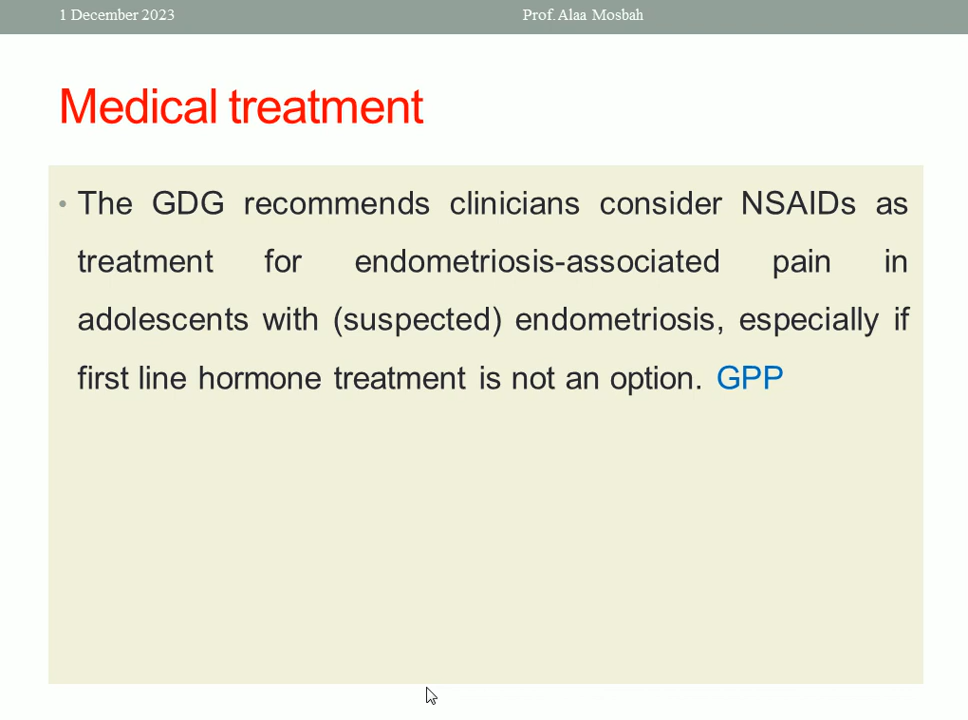 1 December 2023 Prof. Alaa Mosbah
Medical treatment
• The GDG recommends clinicians consider NSAIDs as
treatment for endometriosis-associated pain in
adolescents with (suspected) endometriosis, especially if
first line hormone treatment is not an option. GPP